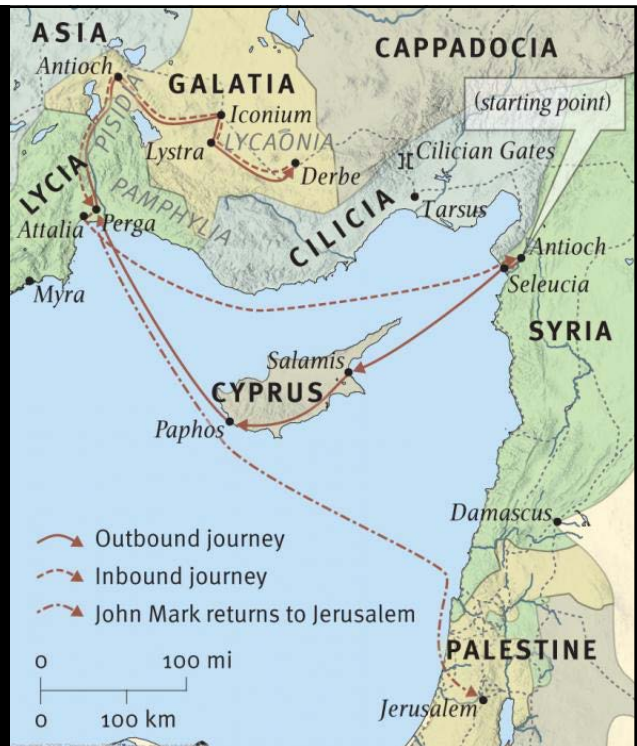 ASIA
CAPPADOCIA
Antioch
GALATIA
(starting point)
PISIDIA
Iconium
Lystra
LYCAONIA
Cilician Gates
Derbe
LYCIA
PAMPHYLIA
CILICIA
Tarsus
Attalia
Perga
Antioch
Seleucia
Myra
SYRIA
Salamis
CYPRUS
Paphos
Damascus
Outbound journey
Inbound journey
John Mark returns to Jerusalem
0 100 mi
0 100 km
PALESTINE
Jerusalem